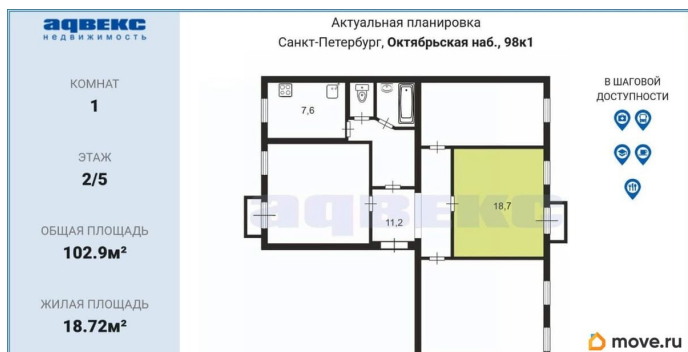 адвекс
НЕДВИЖИМОСТЬ
КОМНАТ
1
ЭТАЖ
2/5
ОБЩАЯ ПЛОЩАДЬ
102.9м²
ЖИЛАЯ ПЛОЩАДЬ
18.72м²
Актуальная планировка
Санкт-Петербург, Октябрьская наб., 98к1
7,6
11,2
18,7
адвекс
В ШАГОВОЙ
ДОСТУПНОСТИ
move.ru